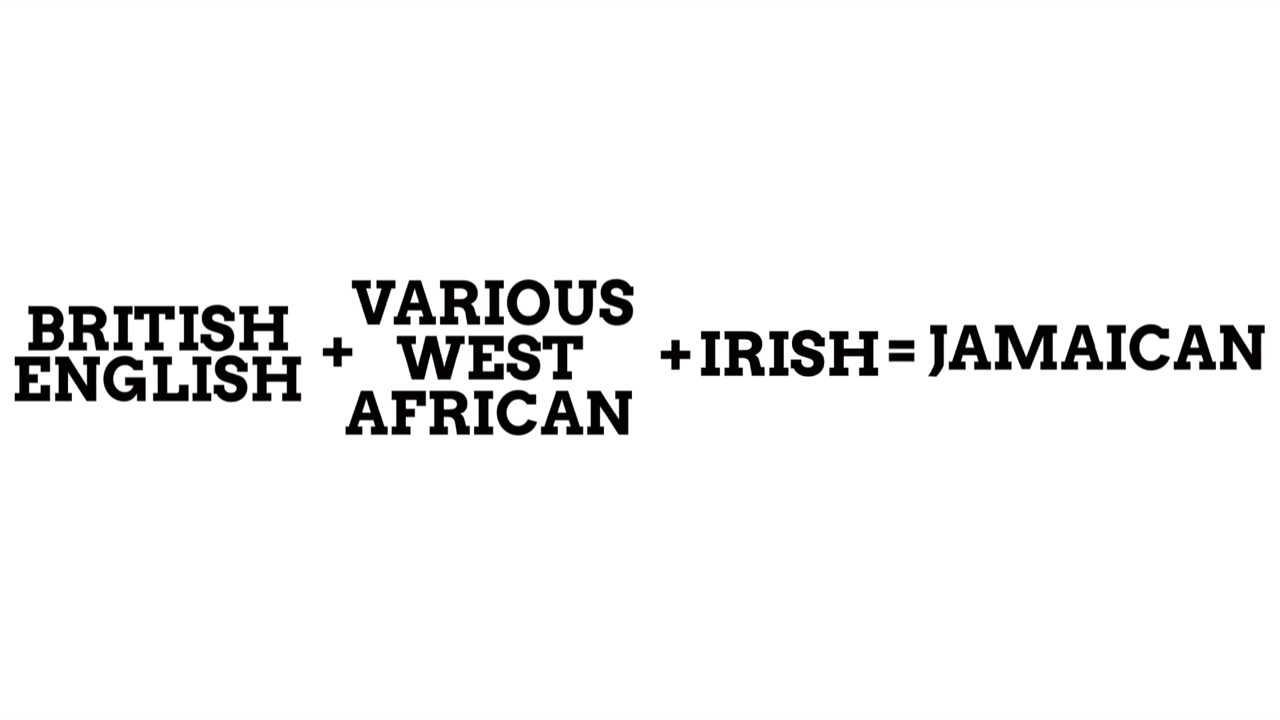 BRITISH
ENGLISH
+
VARIOUS
WEST
AFRICAN
+ IRISH = JAMAICAN